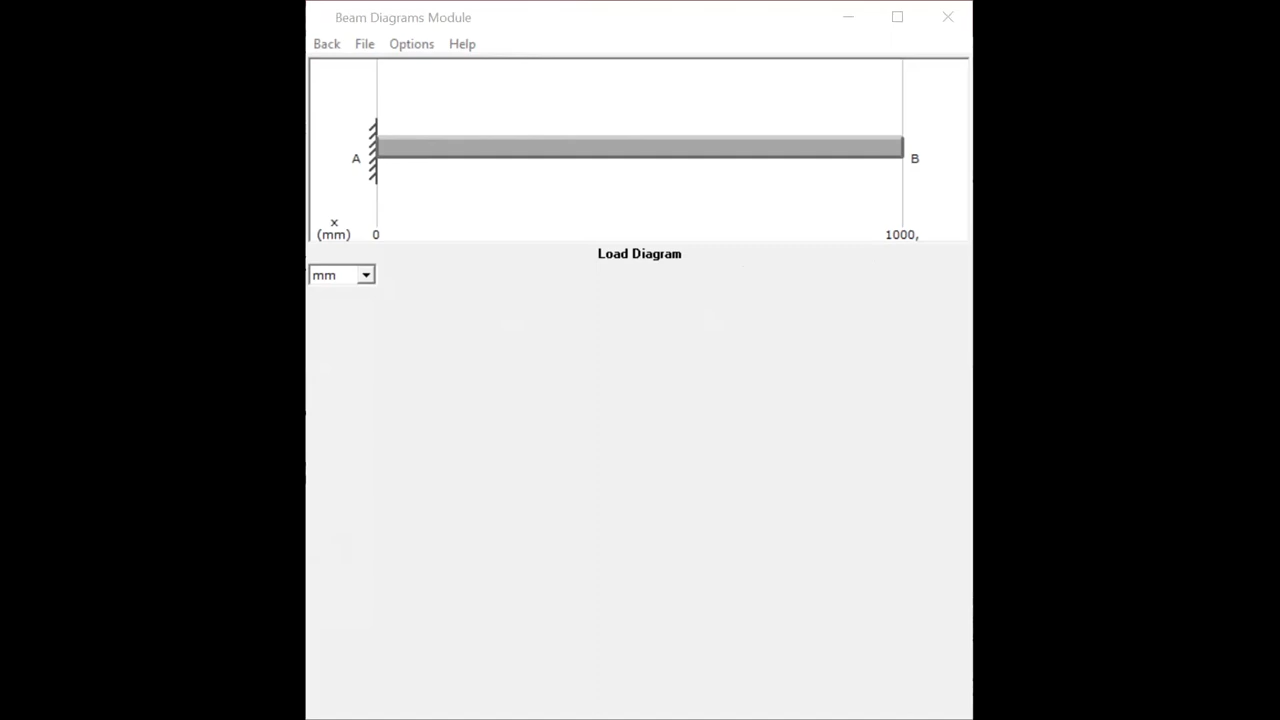 Beam Diagrams Module
Back File Options Help
A
B
x
(mm) 0 1000,
Load Diagram
mm